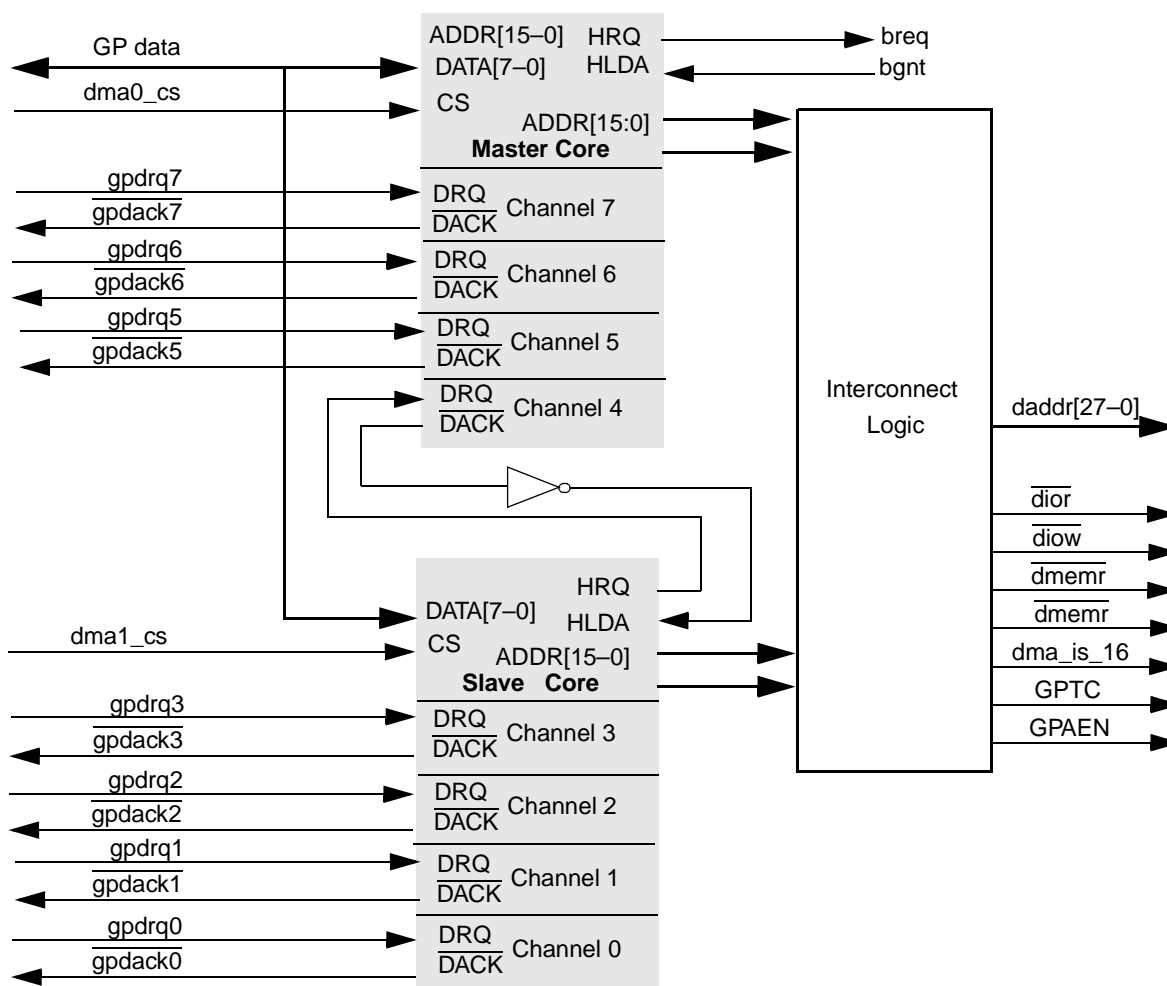 GP data
dma0_cs
ADDR[15–0] HRQ
DATA[7–0] HLDA
CS
ADDR[15:0]
Master Core
breq
bgnt
gpdrq7
gpdack7
DRQ
DACK
Channel 7
gpdrq6
gpdack6
DRQ
DACK
Channel 6
gpdrq5
gpdack5
DRQ
DACK
Channel 5
DRQ
DACK
Channel 4
Interconnect
Logic
daddr[27–0]
dior
diow
dmemr
dmemr
dma_is_16
GPTC
GPAEN
HRQ
DATA[7–0]
HLDA
dma1_cs
CS
ADDR[15–0]
Slave Core
gpdrq3
gpdack3
DRQ
DACK
Channel 3
gpdrq2
gpdack2
DRQ
DACK
Channel 2
gpdrq1
gpdack1
DRQ
DACK
Channel 1
gpdrq0
gpdack0
DRQ
DACK
Channel 0